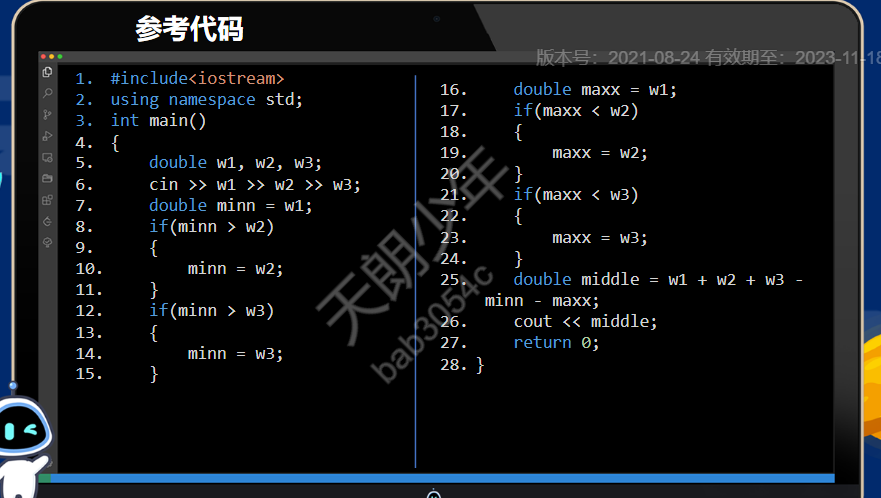 参考代码
版本号：2021-08-24 有效期至：2023-11-18
1. #include<iostream>
2. using namespace std;
3. int main()
4. {
5. double w1, w2, w3;
6. cin >> w1 >> w2 >> w3;
7. double minn = w1;
8. if(minn > w2)
9. {
10. minn = w2;
11. }
12. if(minn > w3)
13. {
14. minn = w3;
15. }
16. double maxx = w1;
17. if(maxx < w2)
18. {
19. maxx = w2;
20. }
21. if(maxx < w3)
22. {
23. maxx = w3;
24. }
25. double middle = w1 + w2 + w3 -
minn - maxx;
26. cout << middle;
27. return 0;
28. }
天朗少年
bab3054c